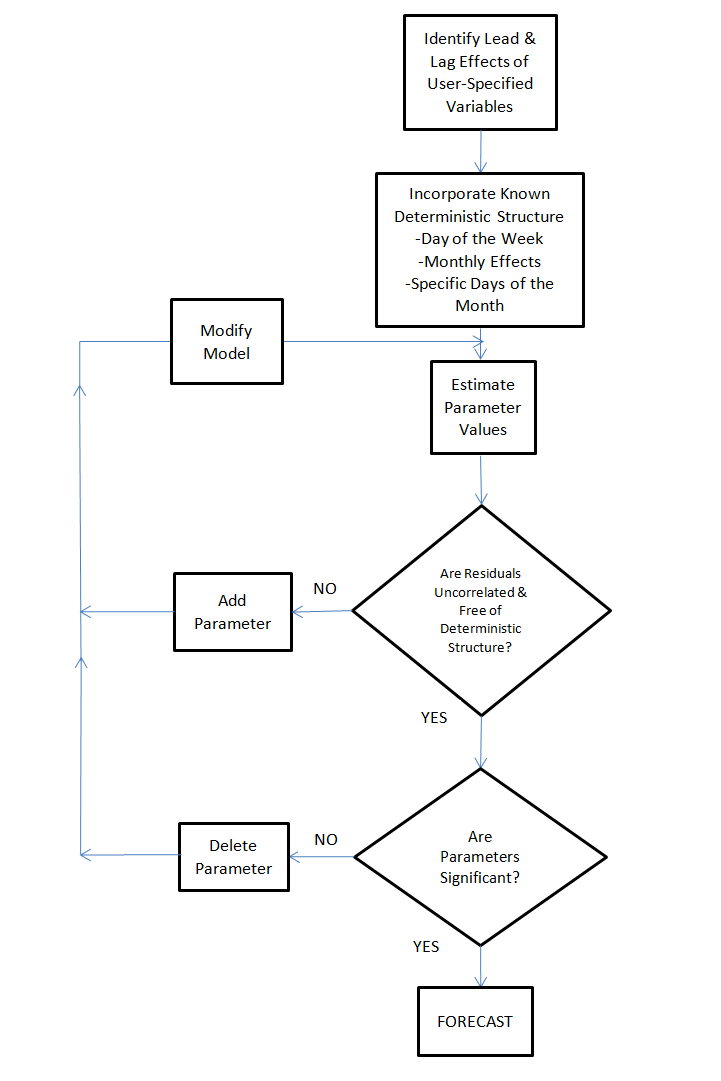 Identify Lead &
Lag Effects of
User-Specified
Variables
Incorporate Known
Deterministic Structure
-Day of the Week
-Monthly Effects
-Specific Days of the
Month
Modify
Model
Estimate
Parameter
Values
Are Residuals
Uncorrelated &
Free of
Deterministic
Structure?
NO
Add
Parameter
YES
Are
Parameters
Significant?
NO
Delete
Parameter
YES
FORECAST